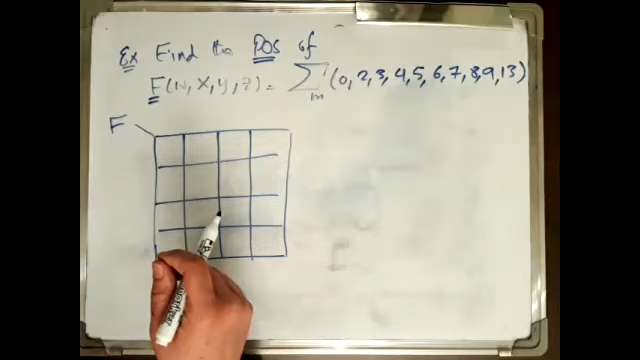 Ex Find the POS of
F(W,X,Y,Z) = Σm(0,2,3,4,5,6,7,8,9,13)
F